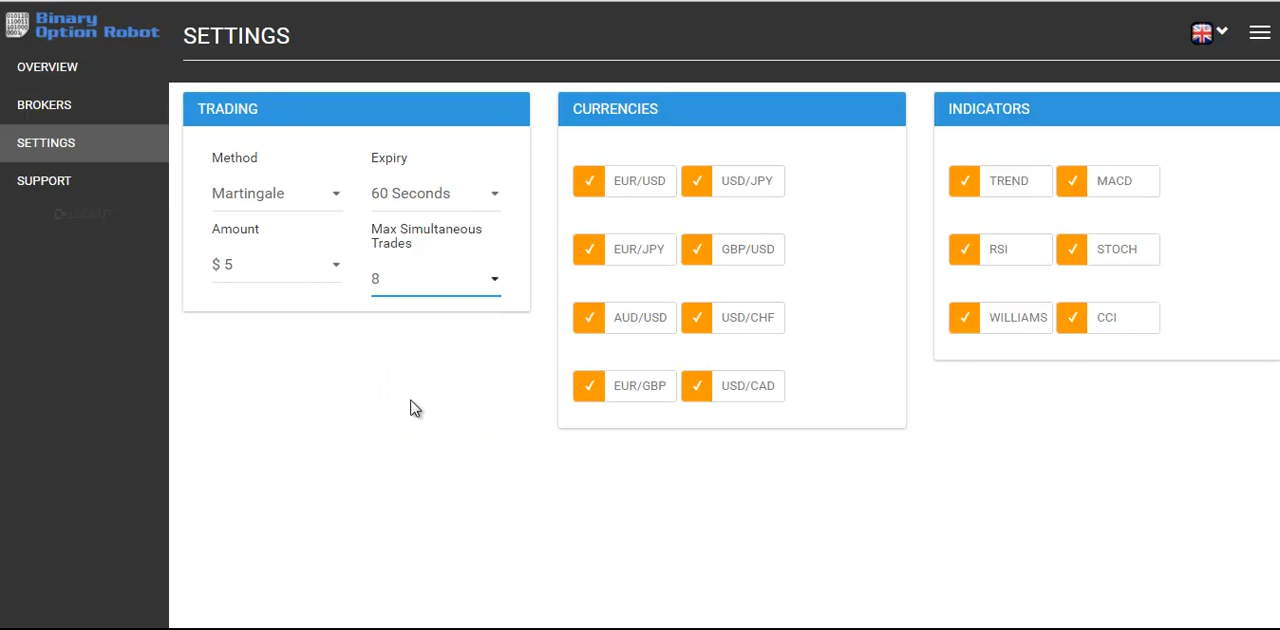 Binary
Option Robot
SETTINGS
OVERVIEW
BROKERS
SETTINGS
SUPPORT
TRADING
Method
Expiry
Martingale
60 Seconds
Amount
Max Simultaneous
Trades
$ 5
8
CURRENCIES
EUR/USD
USD/JPY
EUR/JPY
GBP/USD
AUD/USD
USD/CHF
EUR/GBP
USD/CAD
INDICATORS
TREND
MACD
RSI
STOCH
WILLIAMS
CCI